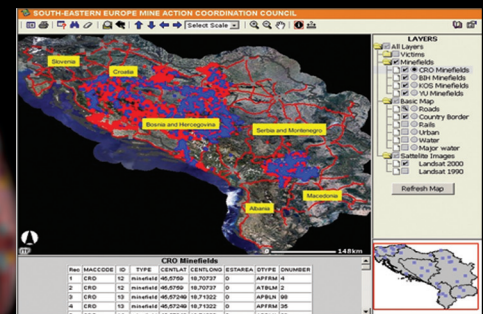 SOUTH-EASTERN EUROPE MINE ACTION COORDINATION COUNCIL
Select Scale
LAYERS
All Layers
Victims
Minefields
CRO Minefields
BIH Minefields
KOS Minefields
YU Minefields
Basic Map
Roads
Country Border
Rails
Urban
Water
Major water
Sattelite Images
Landsat 2000
Landsat 1990
Refresh Map
Slovenia
Croatia
Bosnia and Hercegovina
Serbia and Montenegro
Macedonia
Albania
0 148km
CRO Minefields
Rec MACCODE ID TYPE CENTLAT CENTLONG ESTAREA DTYPE DNUMBER
1 CRO 12 minefield 45,5769 18,70737 0 APFRM 4
2 CRO 12 minefield 45,5769 18,70737 0 ATBLM 2
3 CRO 13 minefield 45,57249 18,71322 0 APBLN 98
4 CRO 13 minefield 45,57249 18,71322 0 APFRM 35